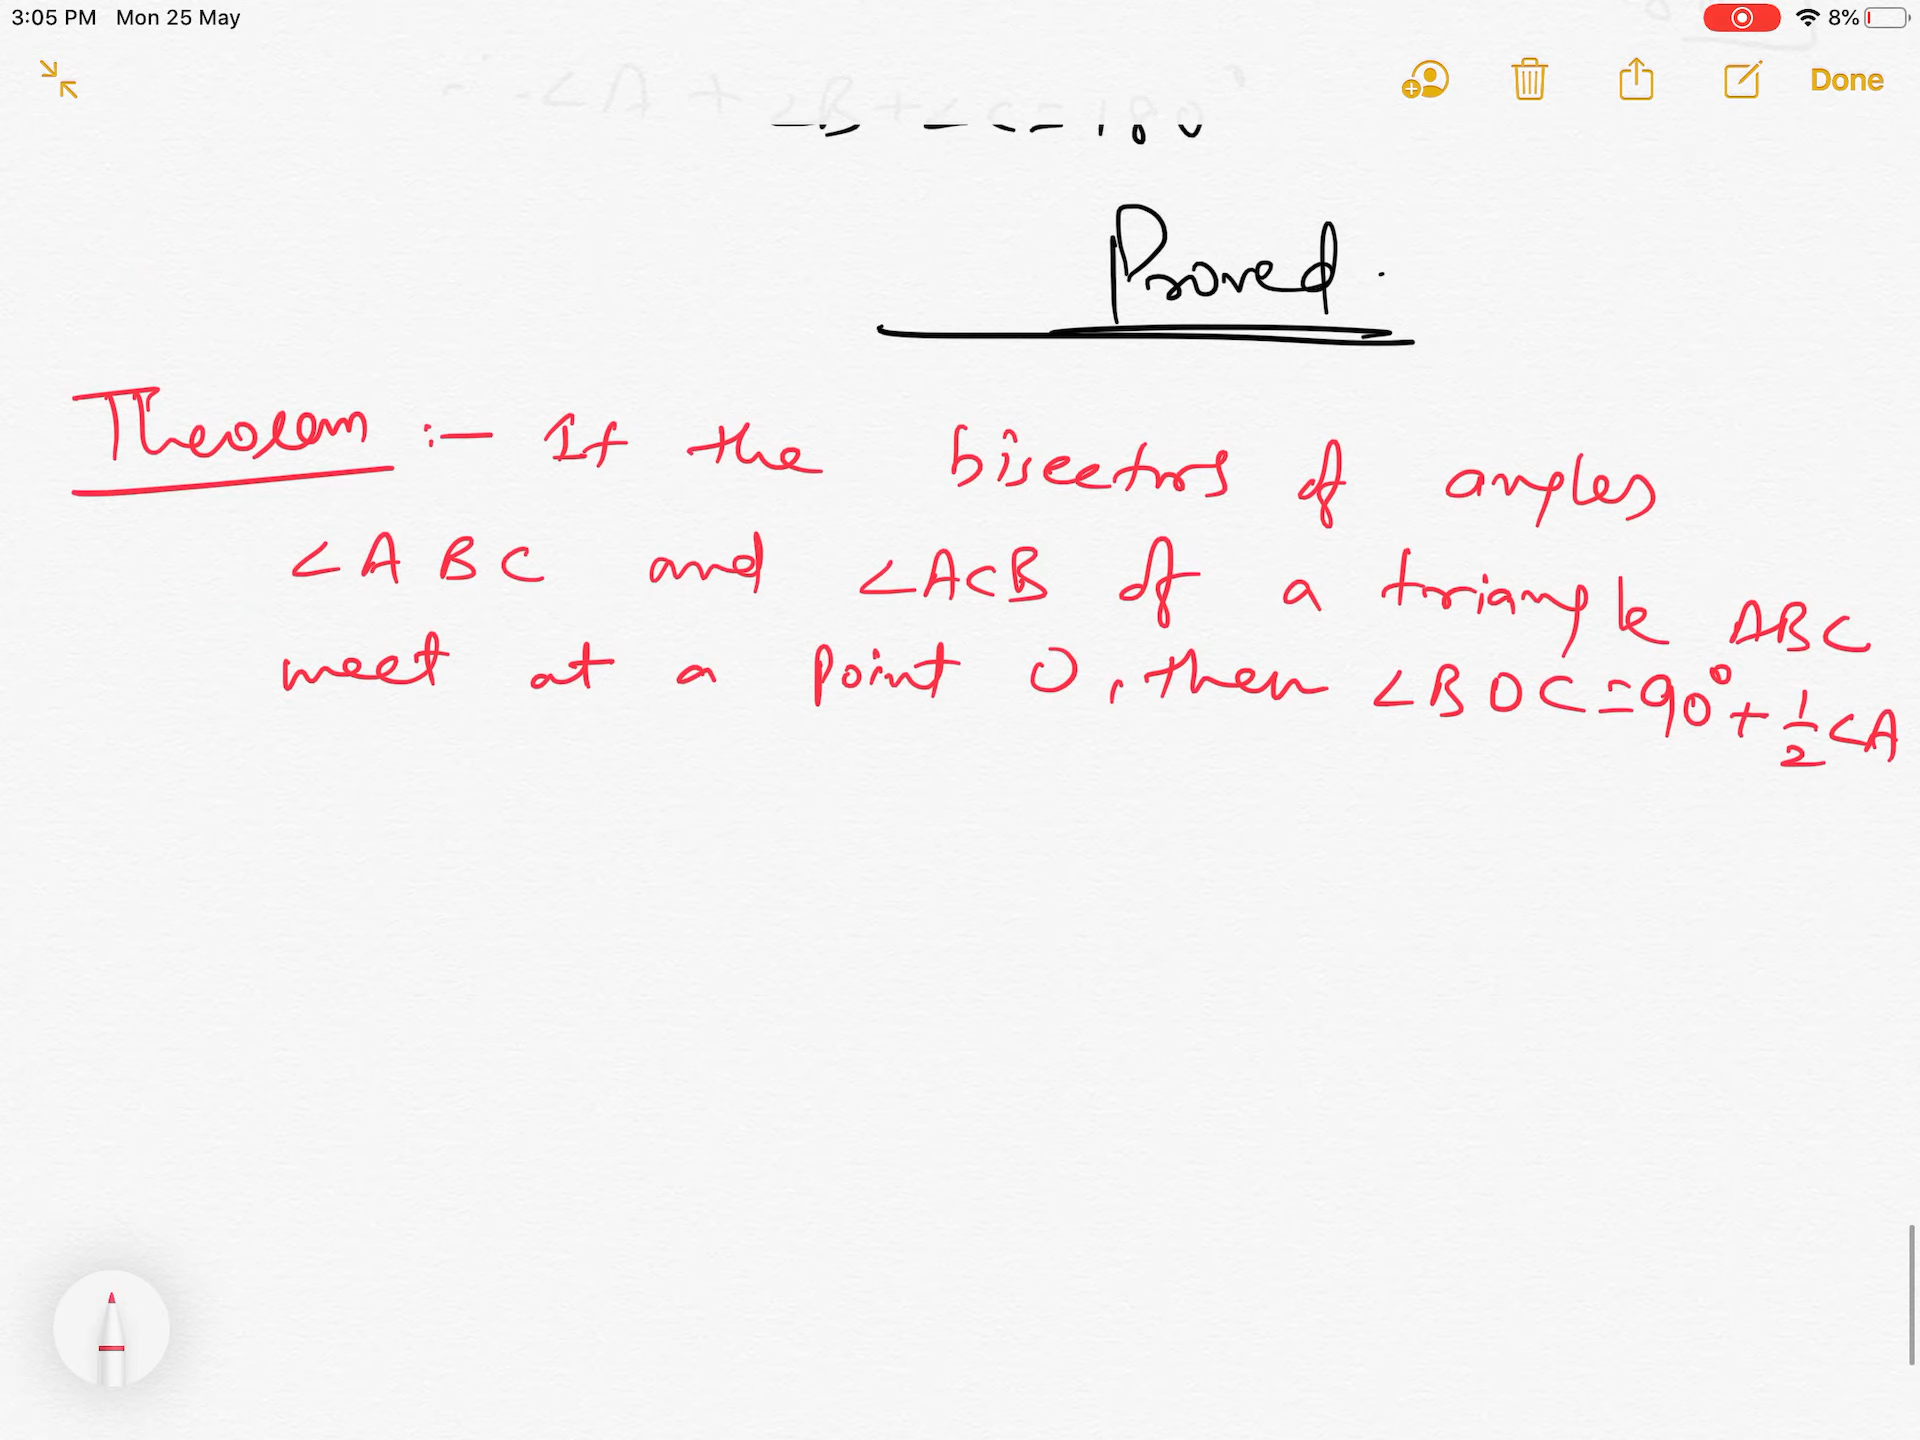 3:05 PM Mon 25 May
8%
Done
∠A + ∠B + ∠C = 180°
Proved.
Theorem :- If the bisectors of angles
∠ABC and ∠ACB of a triangle ABC
meet at a point O, then ∠BOC = 90° + 1/2 ∠A